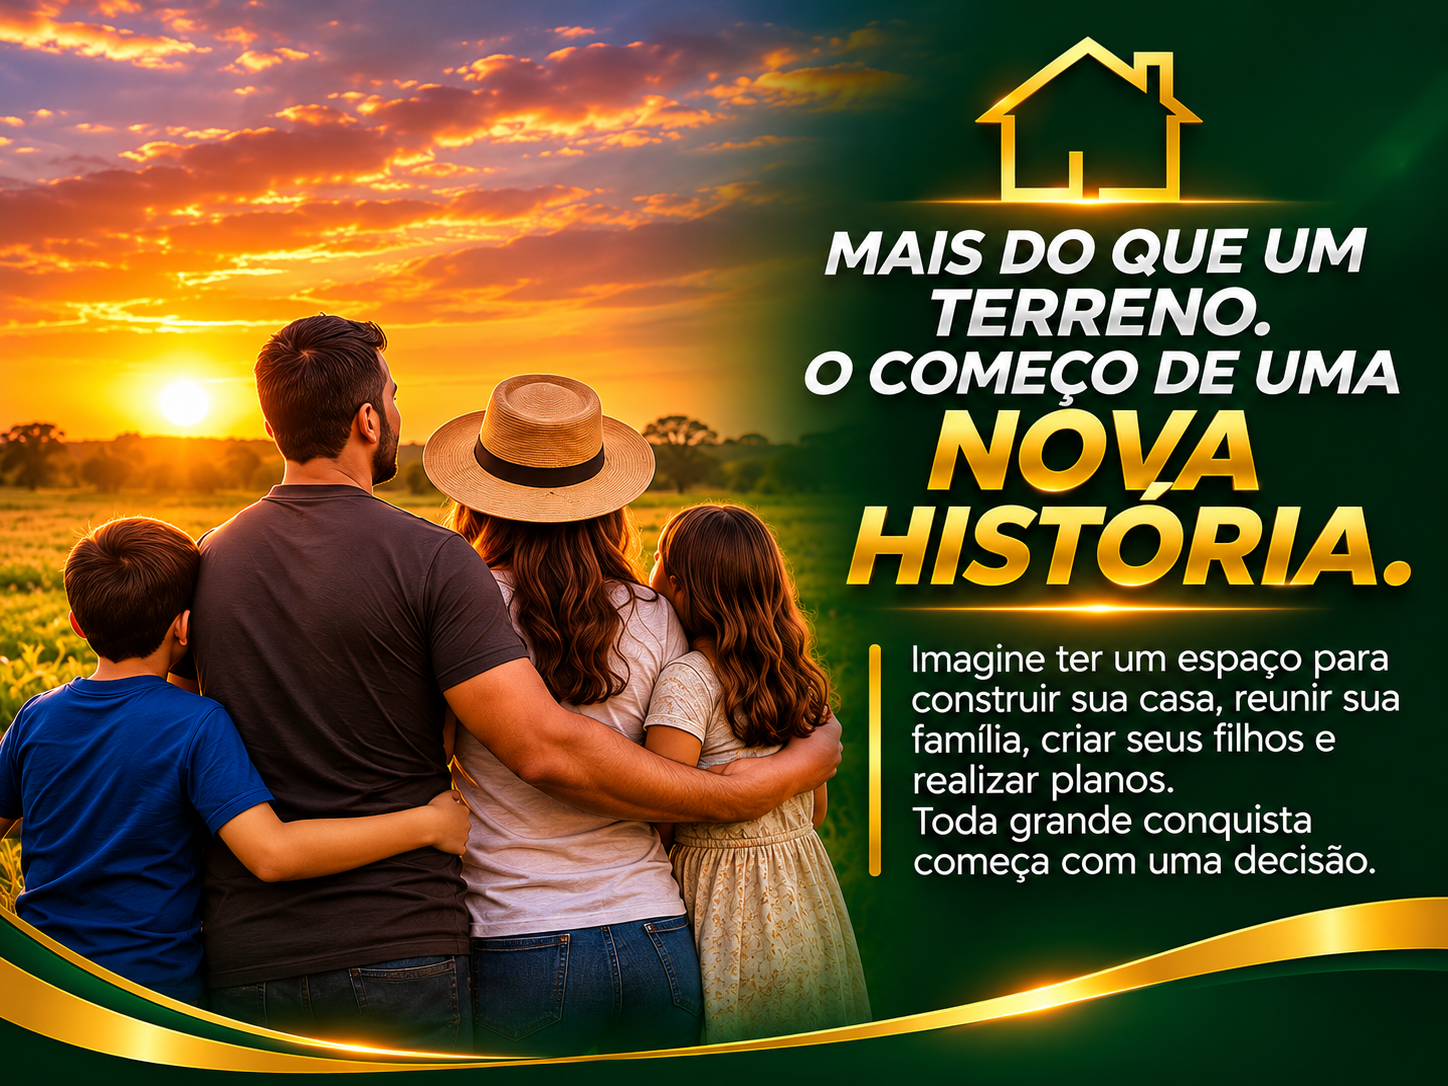 MAIS DO QUE UM
TERRENO.
O COMEÇO DE UMA
NOVA
HISTÓRIA.
Imagine ter um espaço para
construir sua casa, reunir sua
família, criar seus filhos e
realizar planos.
Toda grande conquista
começa com uma decisão.